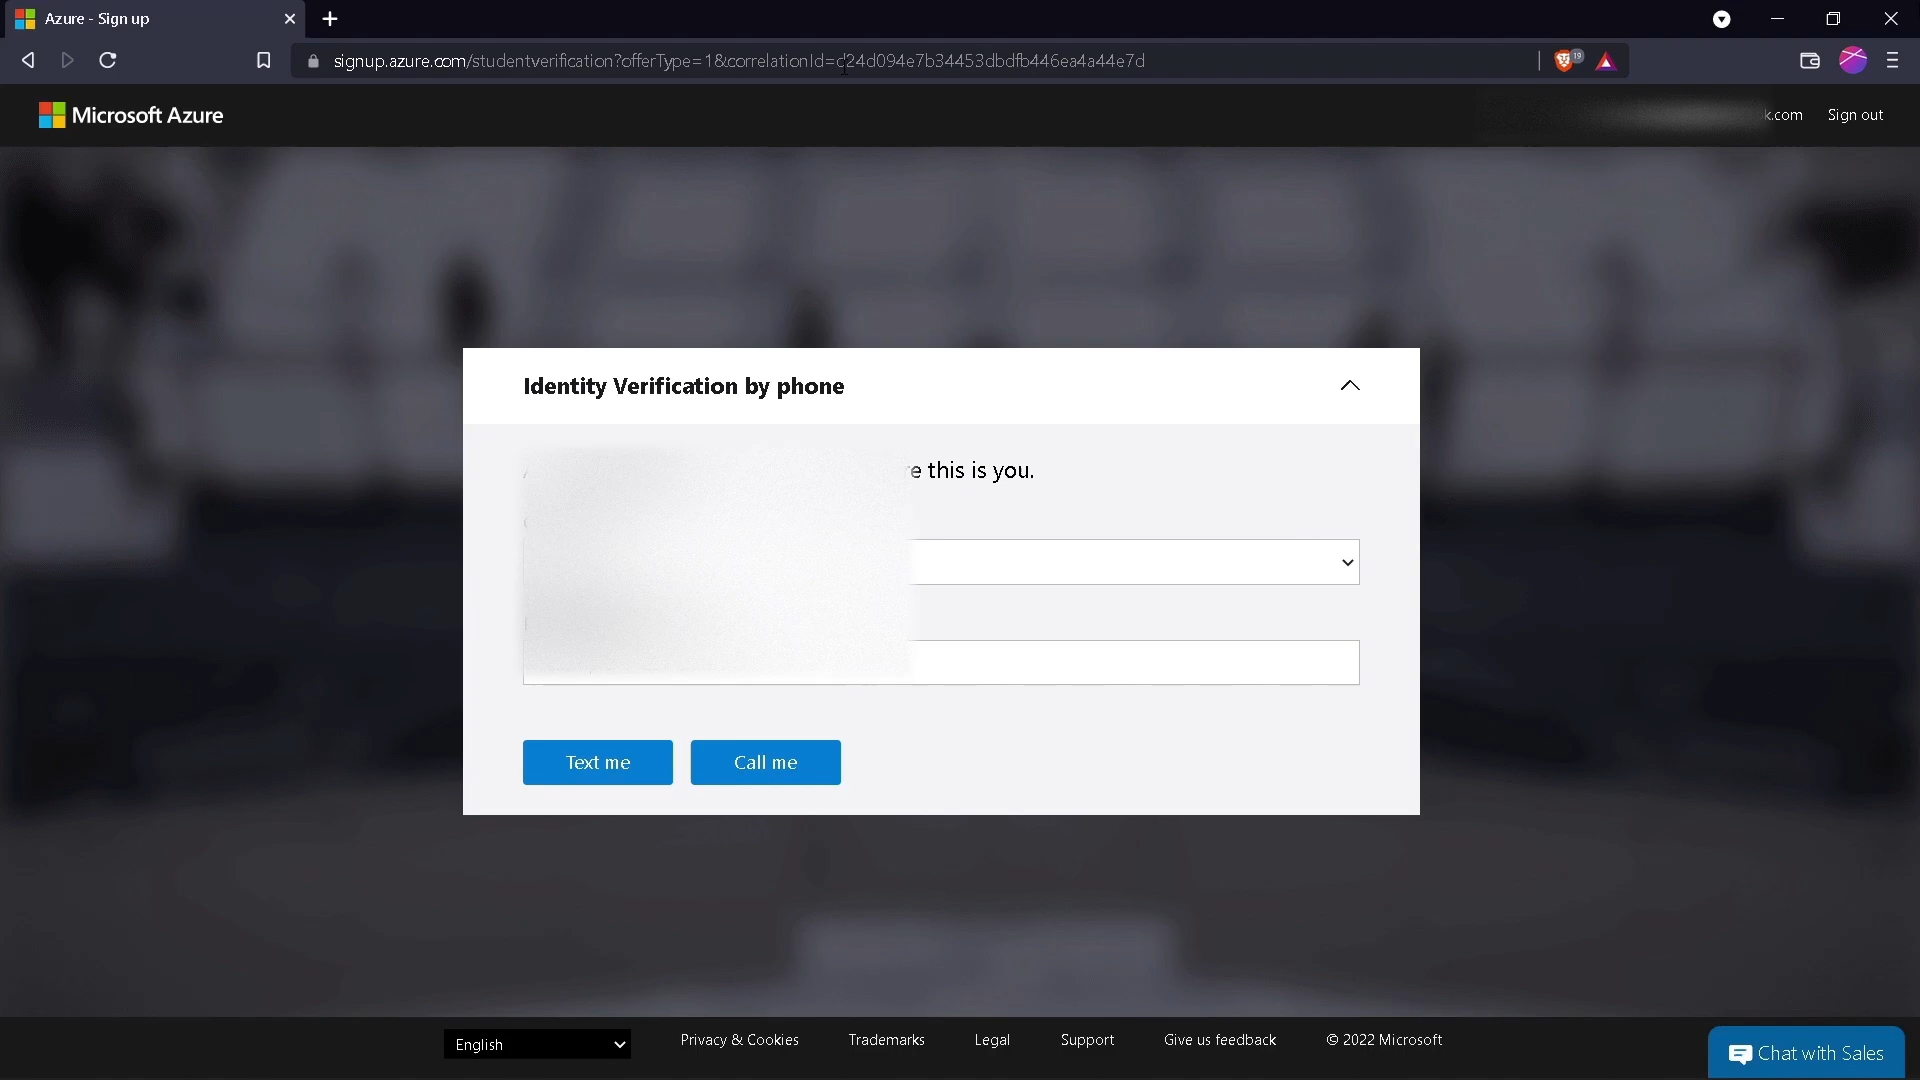 Azure - Sign up
signup.azure.com/studentverification?offerType=1&correlationId=d24d094e7b34453dbdfb446ea4a44e7d
19
Microsoft Azure
k.com
Sign out
Identity Verification by phone
this is you.
Text me
Call me
English
Privacy & Cookies
Trademarks
Legal
Support
Give us feedback
© 2022 Microsoft
Chat with Sales